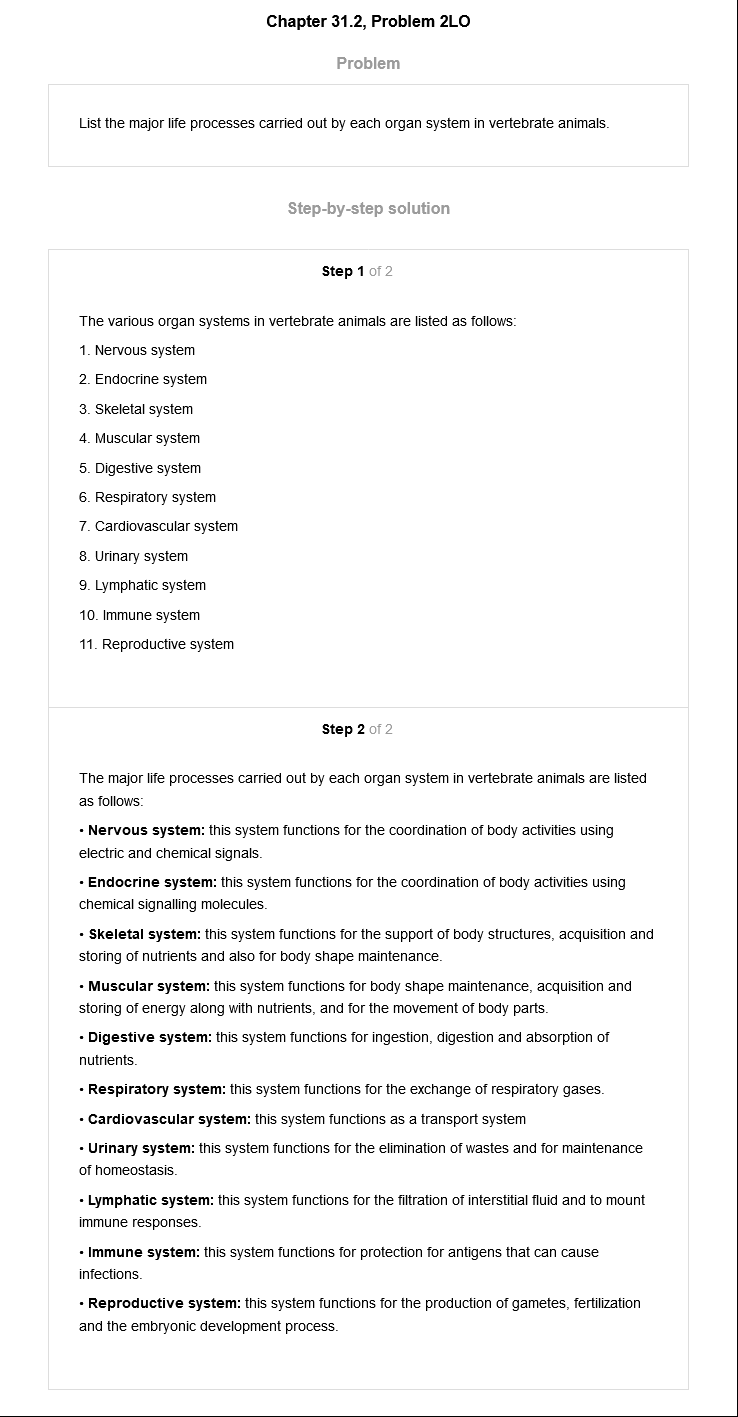 Chapter 31.2, Problem 2LO
Problem
List the major life processes carried out by each organ system in vertebrate animals.
Step-by-step solution
Step 1 of 2
The various organ systems in vertebrate animals are listed as follows:
1. Nervous system
2. Endocrine system
3. Skeletal system
4. Muscular system
5. Digestive system
6. Respiratory system
7. Cardiovascular system
8. Urinary system
9. Lymphatic system
10. Immune system
11. Reproductive system
Step 2 of 2
The major life processes carried out by each organ system in vertebrate animals are listed
as follows:
• Nervous system: this system functions for the coordination of body activities using
electric and chemical signals.
• Endocrine system: this system functions for the coordination of body activities using
chemical signalling molecules.
• Skeletal system: this system functions for the support of body structures, acquisition and
storing of nutrients and also for body shape maintenance.
• Muscular system: this system functions for body shape maintenance, acquisition and
storing of energy along with nutrients, and for the movement of body parts.
• Digestive system: this system functions for ingestion, digestion and absorption of
nutrients.
• Respiratory system: this system functions for the exchange of respiratory gases.
• Cardiovascular system: this system functions as a transport system
• Urinary system: this system functions for the elimination of wastes and for maintenance
of homeostasis.
• Lymphatic system: this system functions for the filtration of interstitial fluid and to mount
immune responses.
• Immune system: this system functions for protection for antigens that can cause
infections.
• Reproductive system: this system functions for the production of gametes, fertilization
and the embryonic development process.